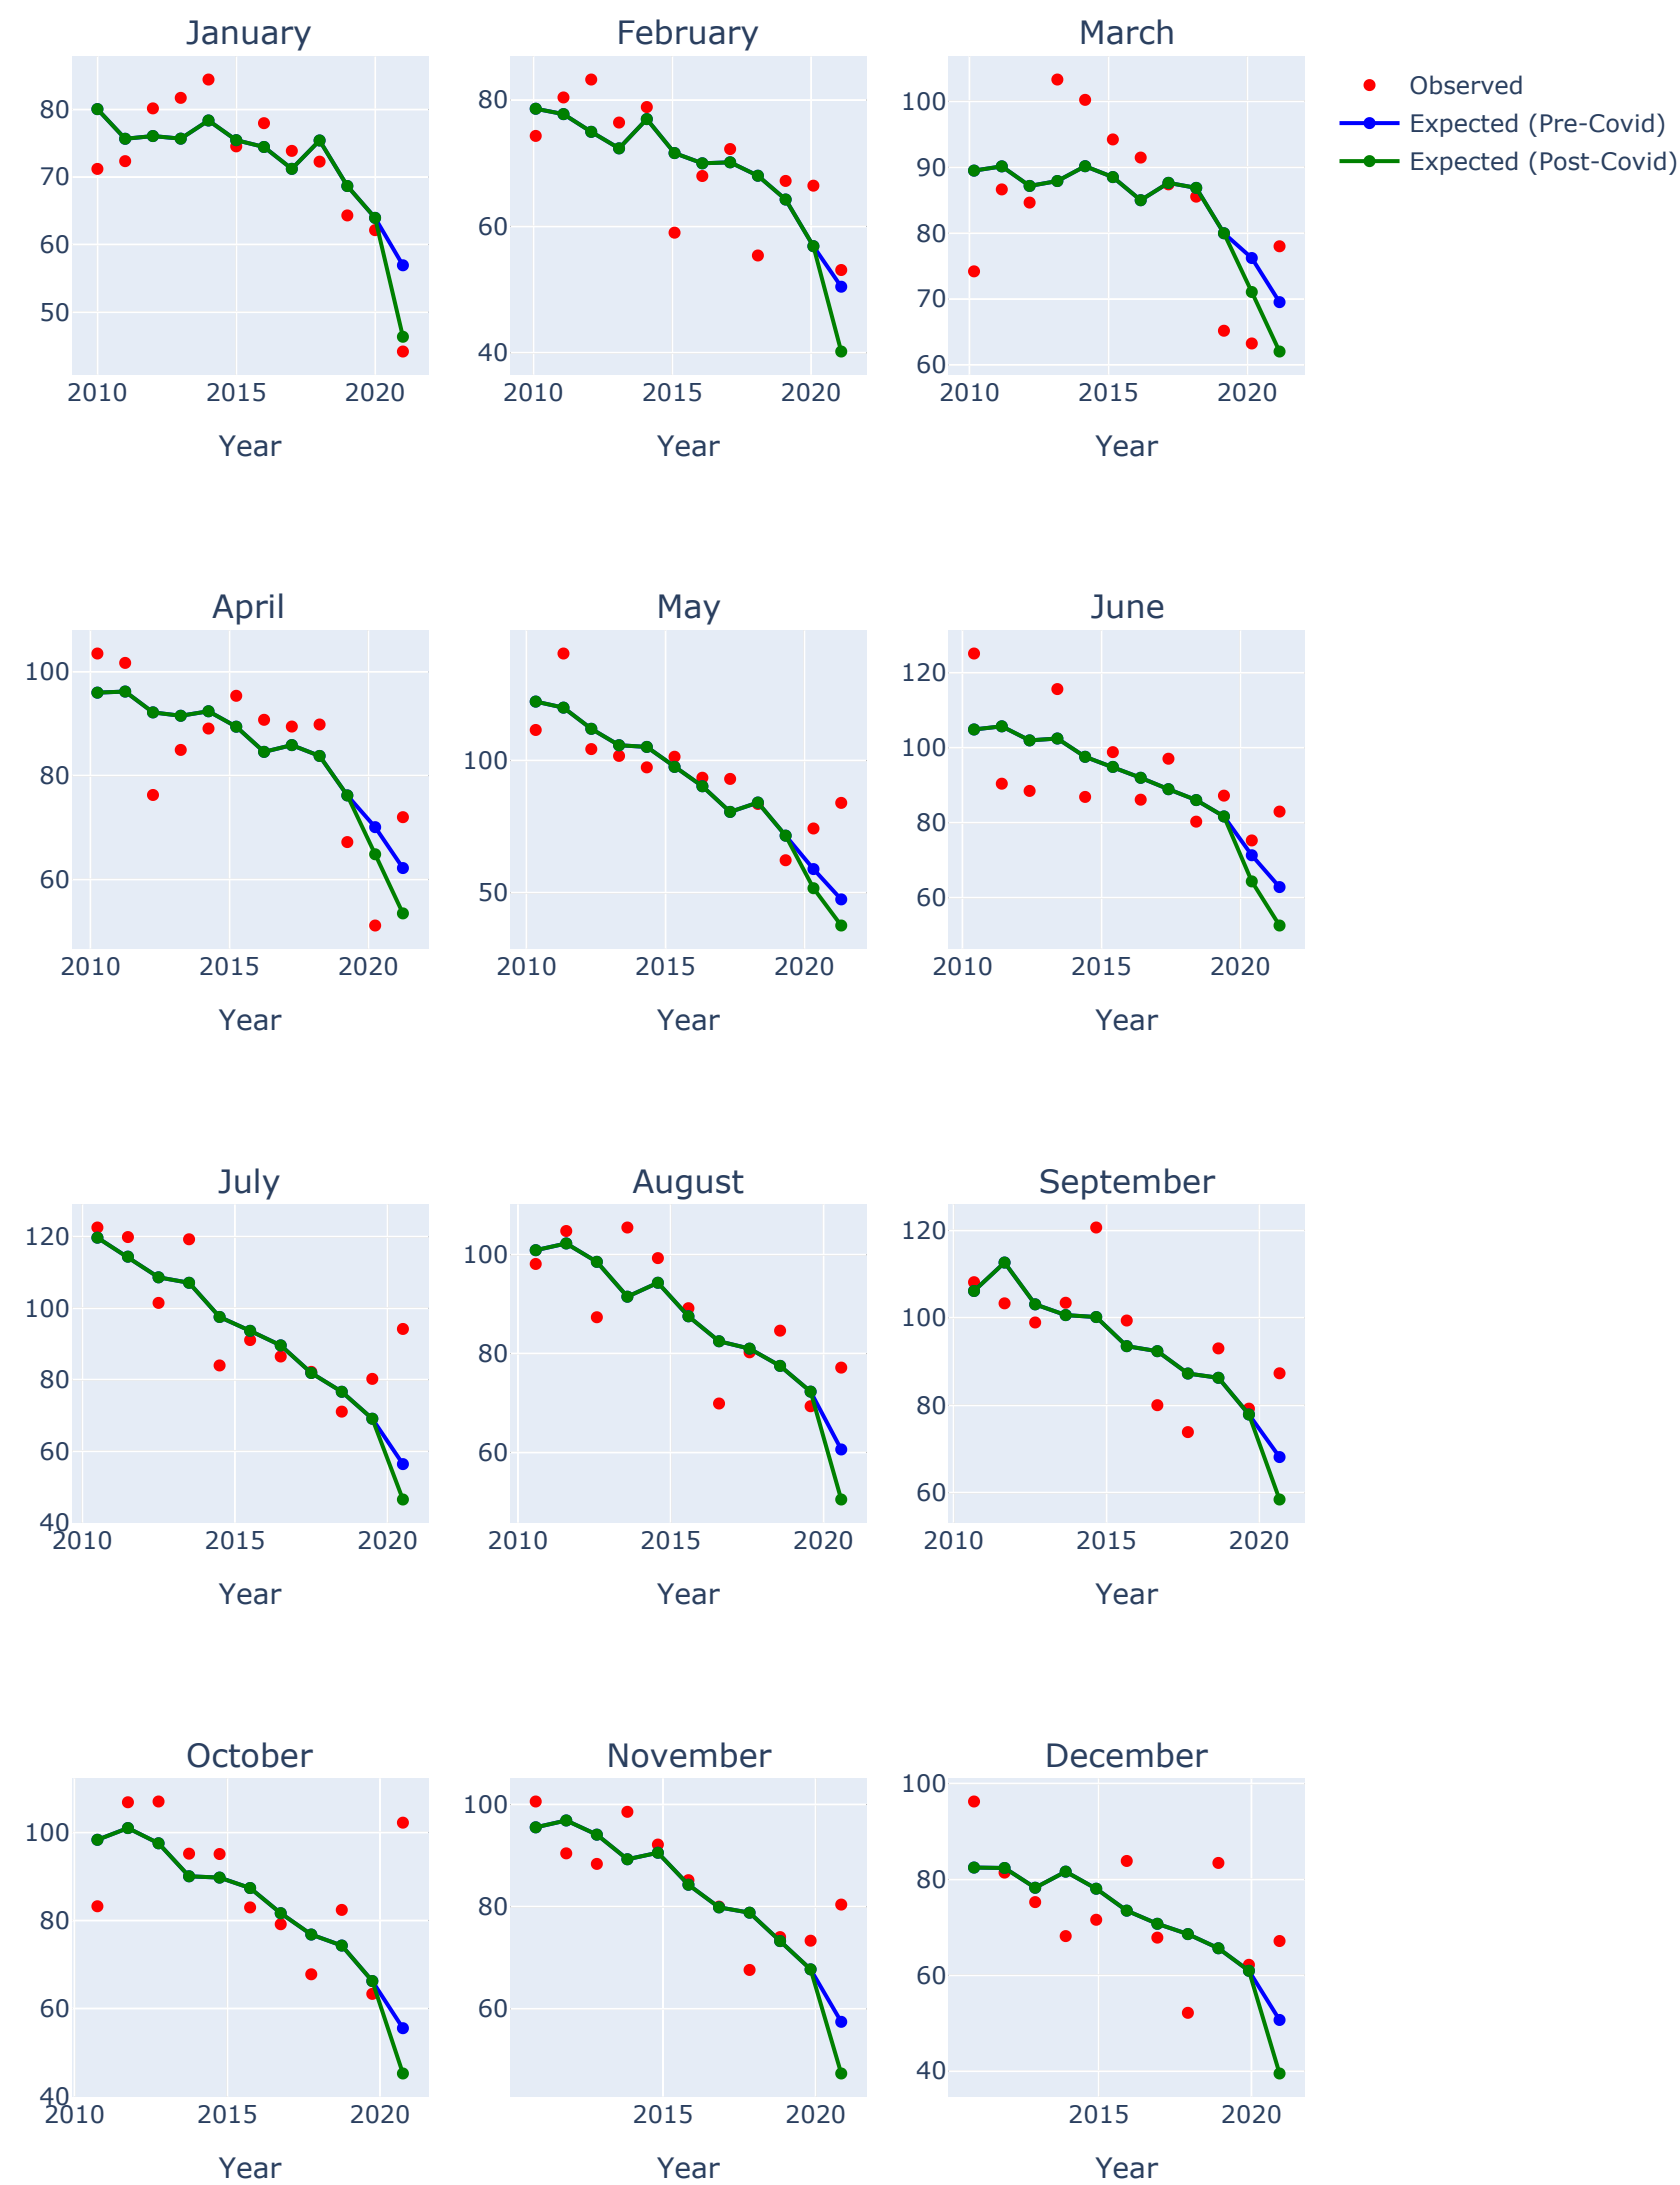 January
February
March
Observed
Expected (Pre-Covid)
Expected (Post-Covid)
80
70
60
50
2010
2015
2020
Year
80
60
40
2010
2015
2020
Year
100
90
80
70
60
2010
2015
2020
Year
April
May
June
100
80
60
2010
2015
2020
Year
100
50
2010
2015
2020
Year
120
100
80
60
2010
2015
2020
Year
July
August
September
120
100
80
60
40
2010
2015
2020
Year
100
80
60
2010
2015
2020
Year
120
100
80
60
2010
2015
2020
Year
October
November
December
100
80
60
40
2010
2015
2020
Year
100
80
60
2015
2020
Year
100
80
60
40
2015
2020
Year